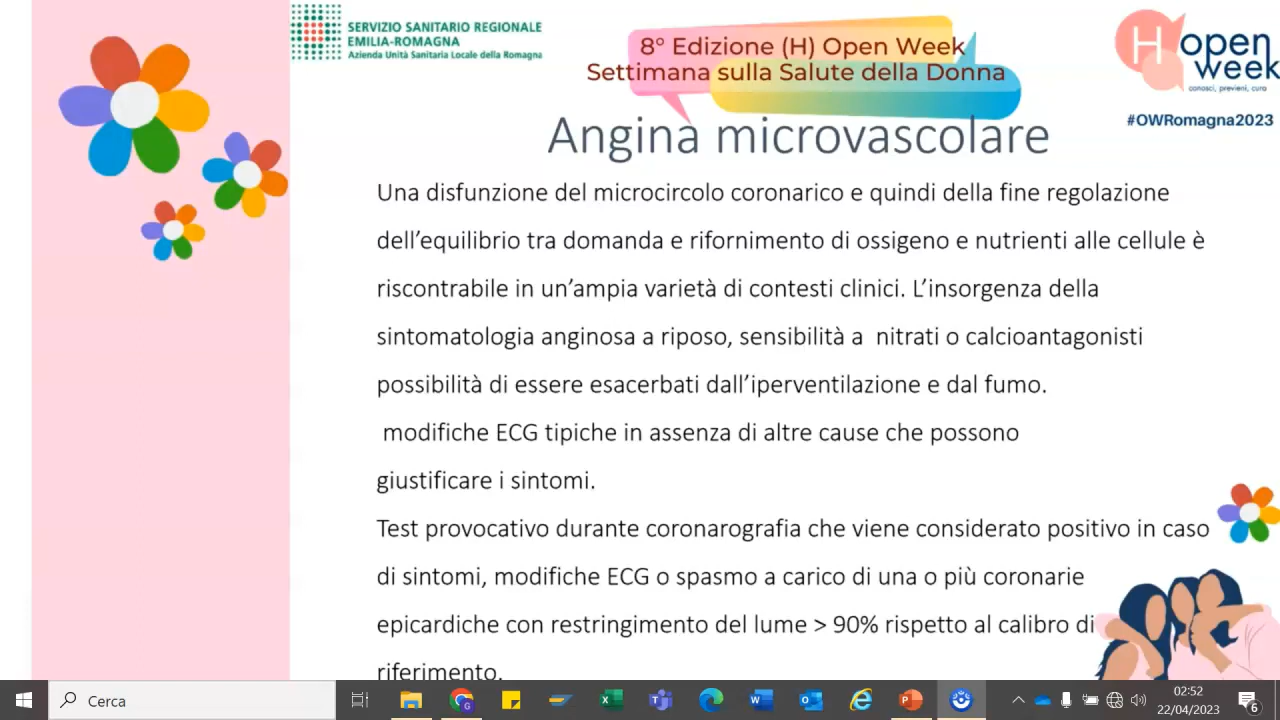 SERVIZIO SANITARIO REGIONALE
EMILIA-ROMAGNA
Azienda Unità Sanitaria Locale della Romagna
8° Edizione (H) Open Week
Settimana sulla Salute della Donna
H open
week
conosci, previeni, cura
#OWRomagna2023
Angina microvascolare
Una disfunzione del microcircolo coronarico e quindi della fine regolazione
dell’equilibrio tra domanda e rifornimento di ossigeno e nutrienti alle cellule è
riscontrabile in un’ampia varietà di contesti clinici. L’insorgenza della
sintomatologia anginosa a riposo, sensibilità a  nitrati o calcioantagonisti
possibilità di essere esacerbati dall’iperventilazione e dal fumo.
modifiche ECG tipiche in assenza di altre cause che possono
giustificare i sintomi.
Test provocativo durante coronarografia che viene considerato positivo in caso
di sintomi, modifiche ECG o spasmo a carico di una o più coronarie
epicardiche con restringimento del lume > 90% rispetto al calibro di
riferimento.
Cerca
02:52
22/04/2023
6